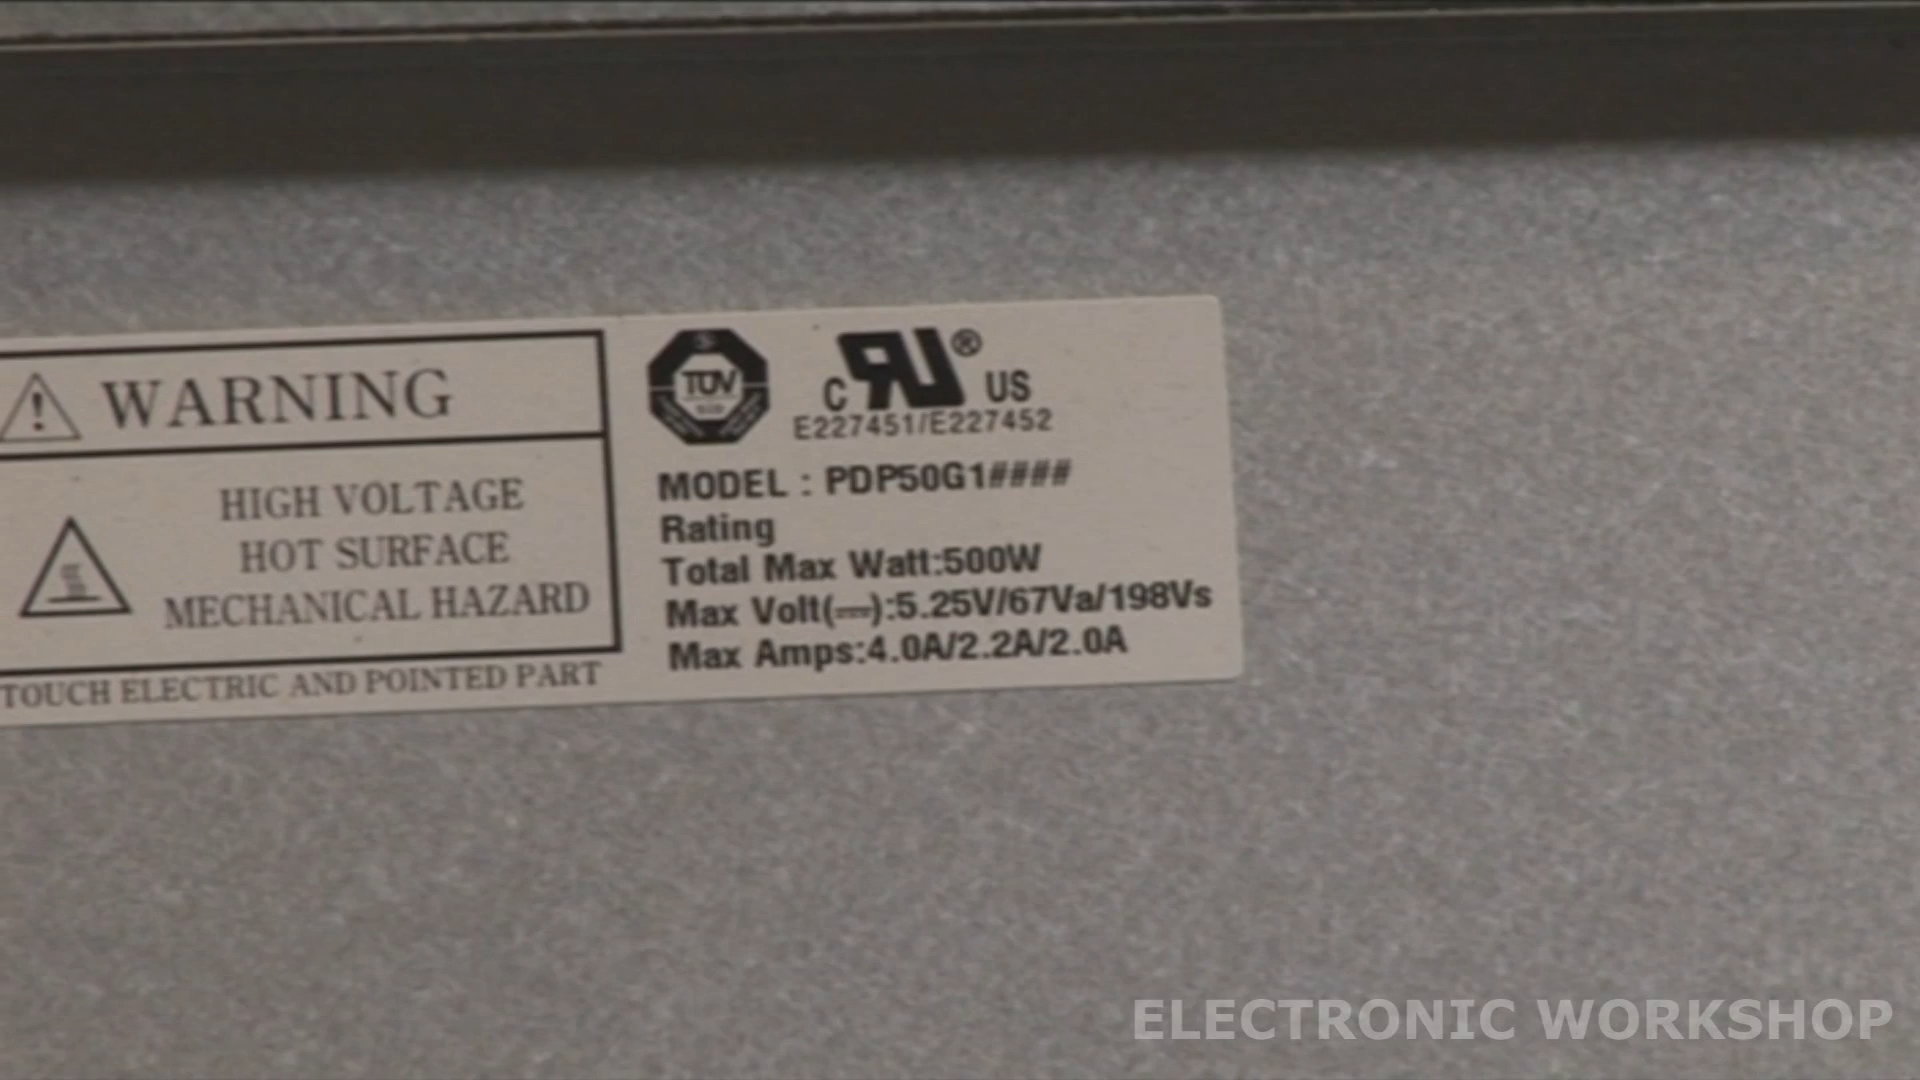 WARNING
HIGH VOLTAGE
HOT SURFACE
MECHANICAL HAZARD
TOUCH ELECTRIC AND POINTED PART
TÜV
C RU® US
E227451/E227452
MODEL : PDP50G1####
Rating
Total Max Watt:500W
Max Volt(⎓):5.25V/67Va/198Vs
Max Amps:4.0A/2.2A/2.0A
ELECTRONIC WORKSHOP